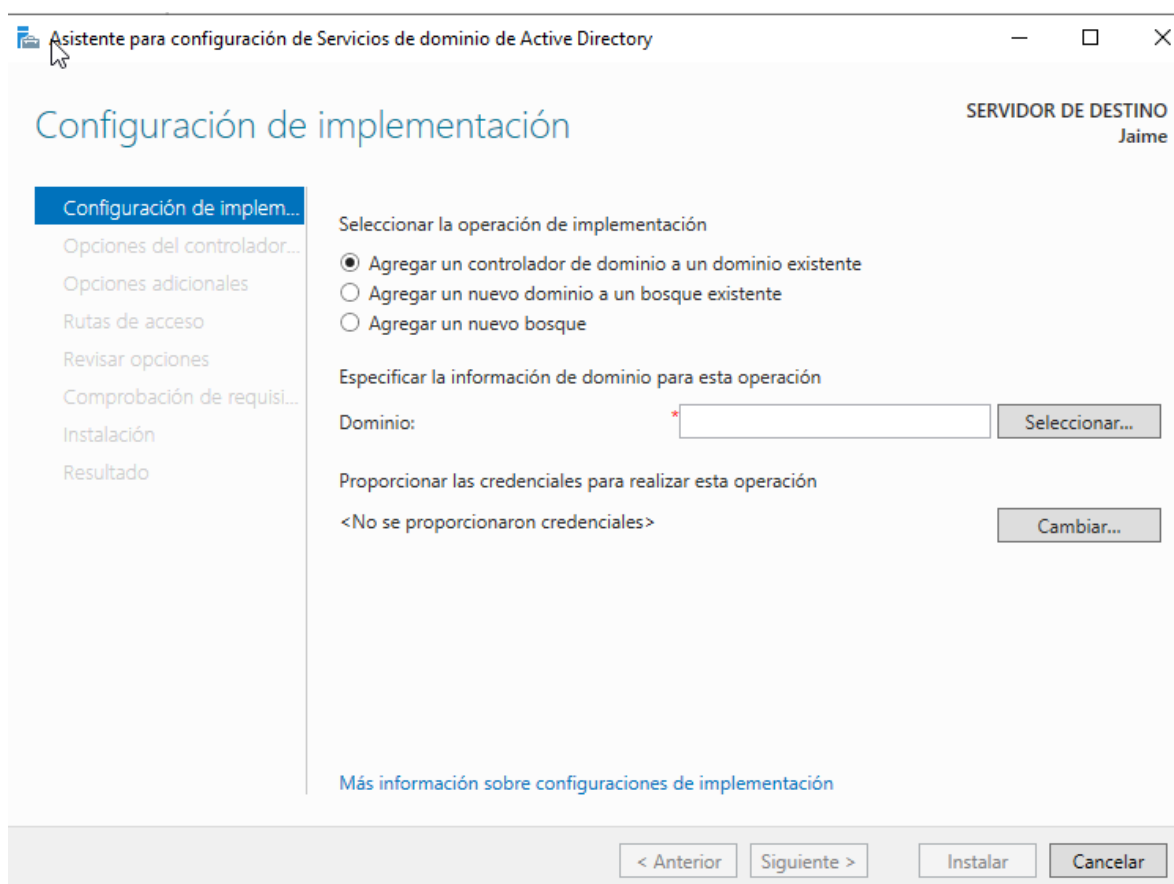 Asistente para configuración de Servicios de dominio de Active Directory
Configuración de implementación
SERVIDOR DE DESTINO
Jaime
Configuración de implem...
Opciones del controlador...
Opciones adicionales
Rutas de acceso
Revisar opciones
Comprobación de requisi...
Instalación
Resultado
Seleccionar la operación de implementación
Agregar un controlador de dominio a un dominio existente
Agregar un nuevo dominio a un bosque existente
Agregar un nuevo bosque
Especificar la información de dominio para esta operación
Dominio: * Seleccionar...
Proporcionar las credenciales para realizar esta operación
<No se proporcionaron credenciales> Cambiar...
Más información sobre configuraciones de implementación
< Anterior Siguiente > Instalar Cancelar